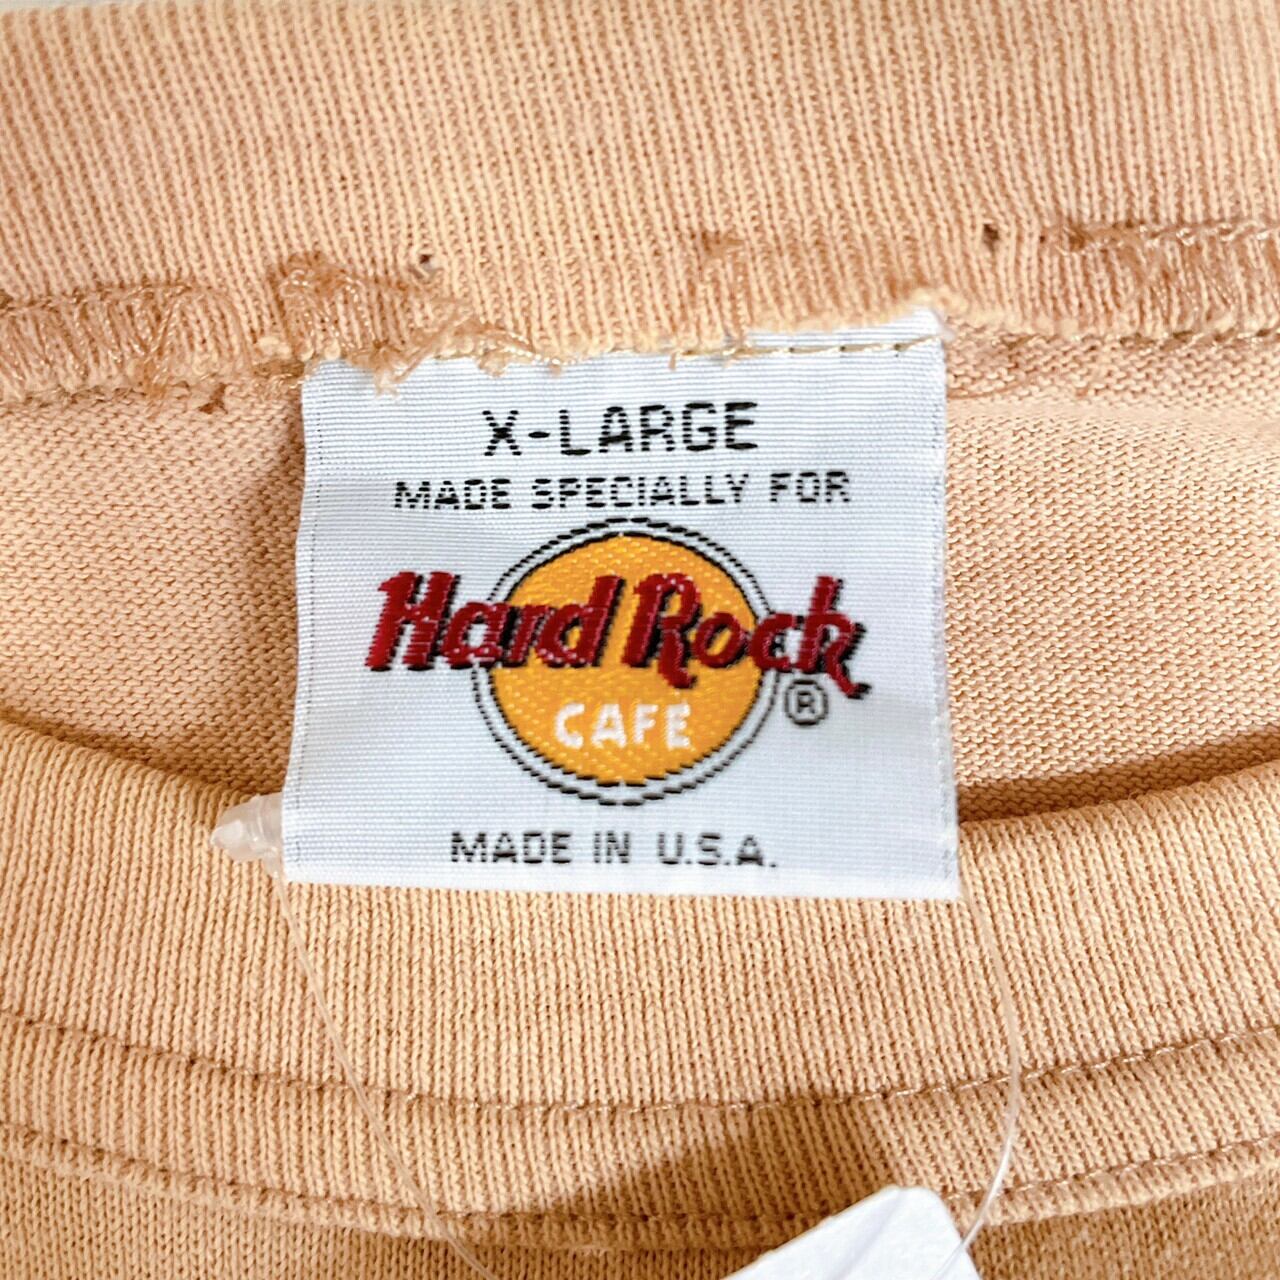 X-LARGE
MADE SPECIALLY FOR
Hard Rock
CAFE ®
MADE IN U.S.A.